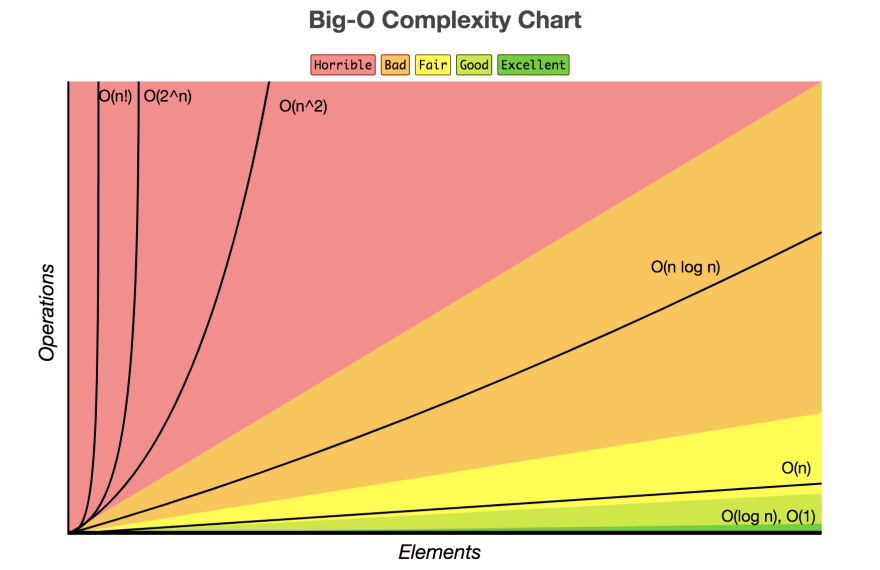 Big-O Complexity Chart
Horrible Bad Fair Good Excellent
O(n!) O(2^n)
O(n^2)
O(n log n)
O(n)
O(log n), O(1)
Operations
Elements